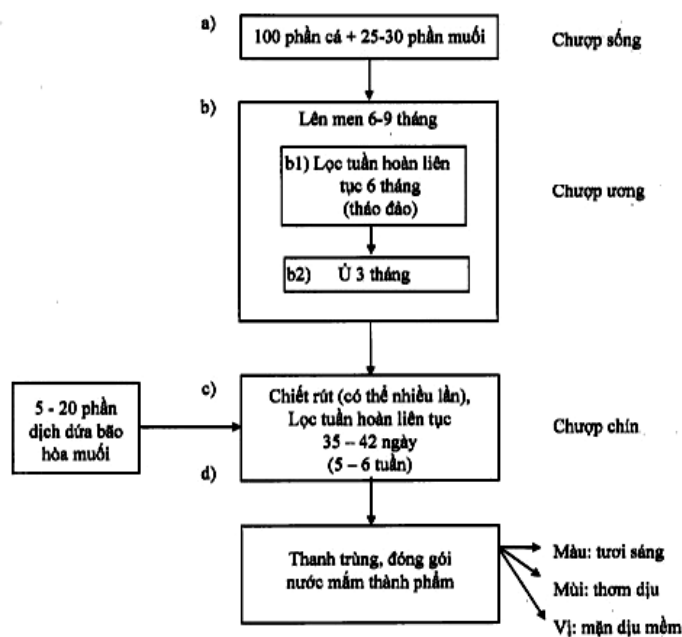 a)
100 phần cá + 25-30 phần muối
Chượp sống
b)
Lên men 6-9 tháng
b1) Lọc tuần hoàn liên
tục 6 tháng
(tháo đảo)
Chượp ương
b2) Ủ 3 tháng
c)
5 - 20 phần
dịch dứa bão
hòa muối
Chiết rút (có thể nhiều lần),
Lọc tuần hoàn liên tục
35 – 42 ngày
(5 – 6 tuần)
Chượp chín
d)
Thanh trùng, đóng gói
nước mắm thành phẩm
Màu: tươi sáng
Mùi: thơm dịu
Vị: mặn dịu mềm